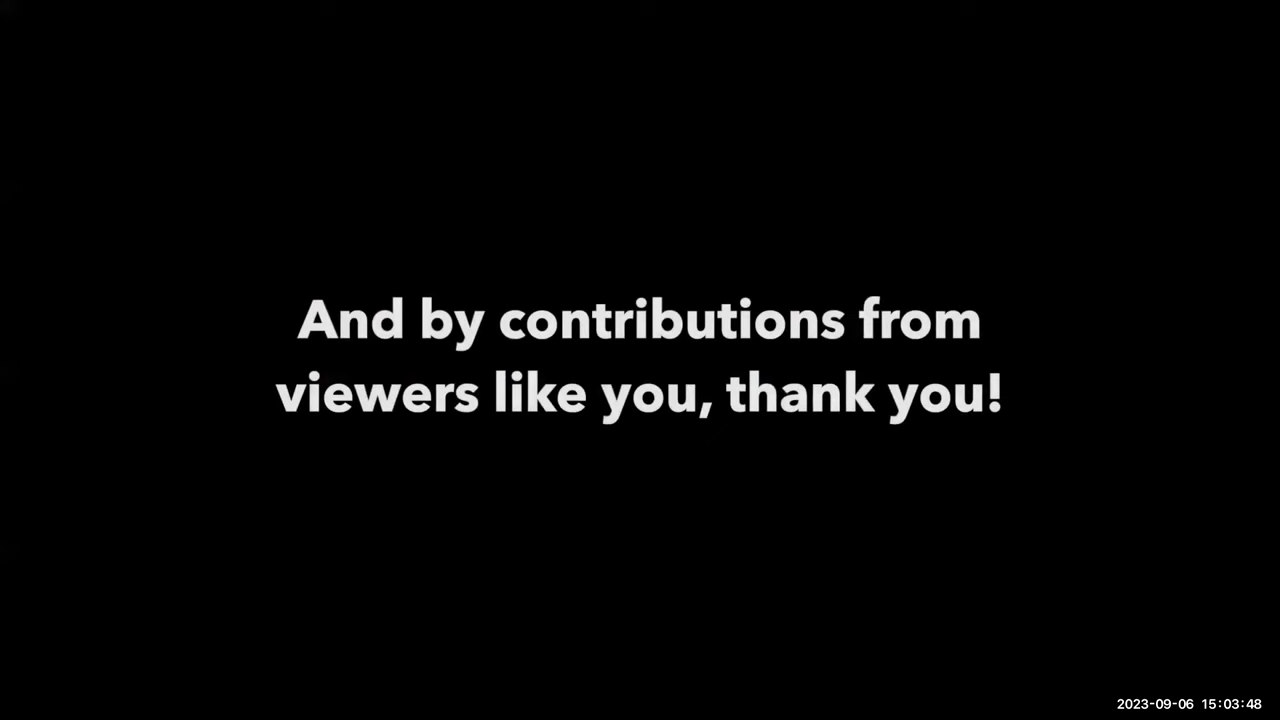 And by contributions from
viewers like you, thank you!
2023-09-06 15:03:48